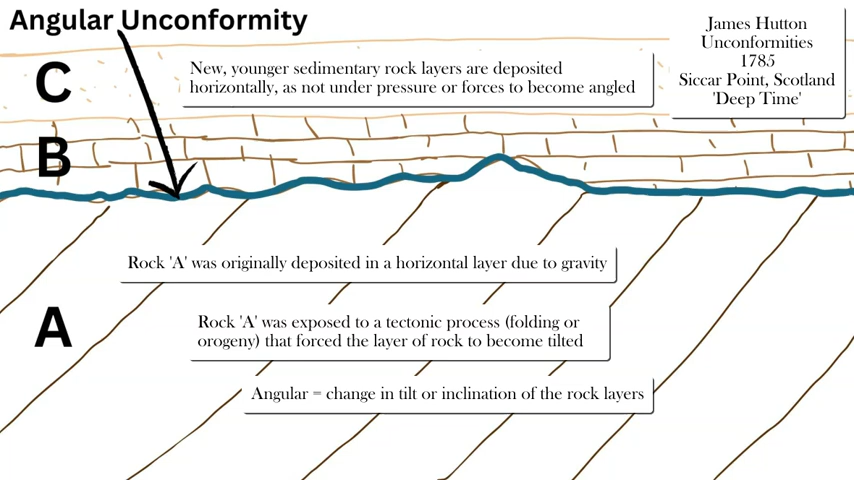 Angular Unconformity
James Hutton
Unconformities
1785
Siccar Point, Scotland
'Deep Time'
C
New, younger sedimentary rock layers are deposited
horizontally, as not under pressure or forces to become angled
B
Rock 'A' was originally deposited in a horizontal layer due to gravity
A
Rock 'A' was exposed to a tectonic process (folding or
orogeny) that forced the layer of rock to become tilted
Angular = change in tilt or inclination of the rock layers